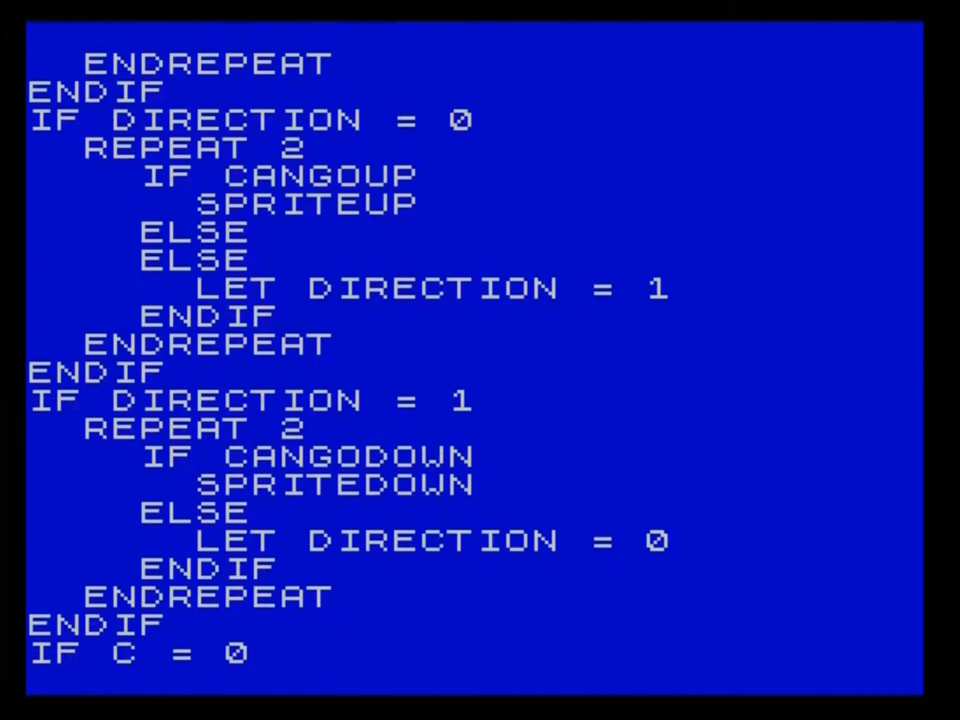 ENDREPEAT
ENDIF
IF DIRECTION = 0
REPEAT 2
IF CANGOUP
SPRITEUP
ELSE
ELSE
LET DIRECTION = 1
ENDIF
ENDREPEAT
ENDIF
IF DIRECTION = 1
REPEAT 2
IF CANGODOWN
SPRITEDOWN
ELSE
LET DIRECTION = 0
ENDIF
ENDREPEAT
ENDIF
IF C = 0